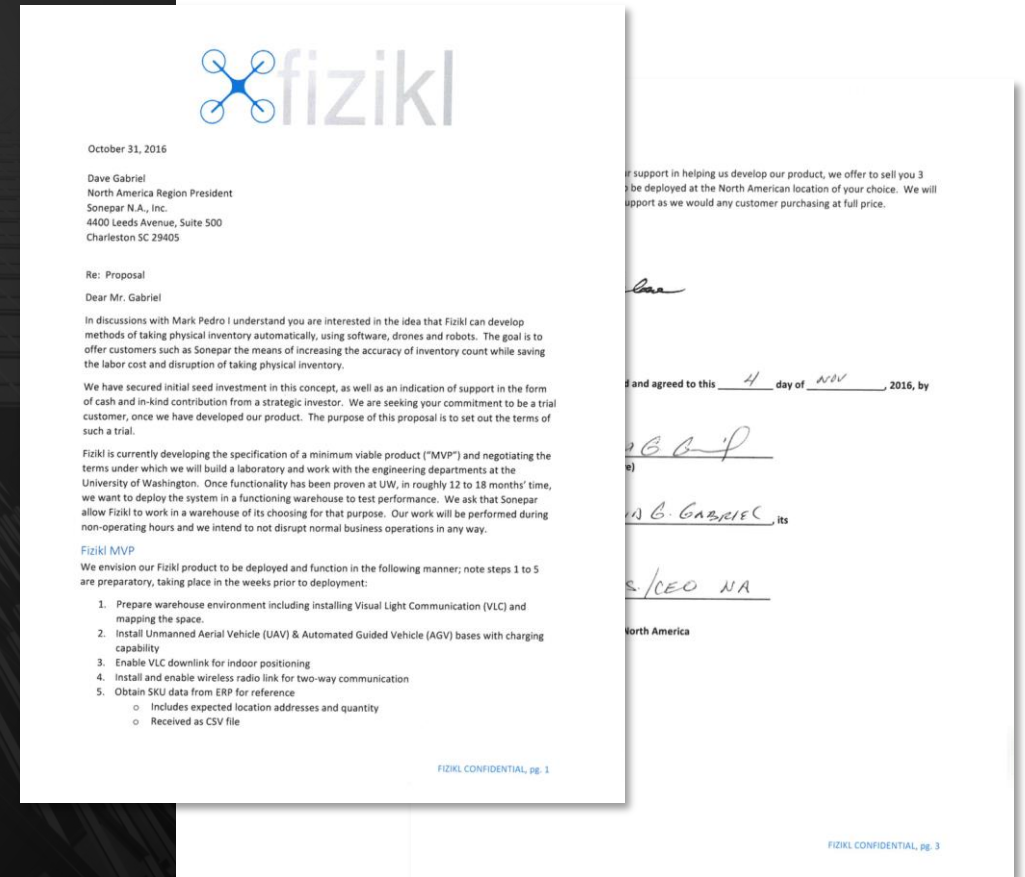 fizikl
October 31, 2016
Dave Gabriel
North America Region President
Sonepar N.A., Inc.
4400 Leeds Avenue, Suite 500
Charleston SC 29405
Re: Proposal
Dear Mr. Gabriel
In discussions with Mark Pedro I understand you are interested in the idea that Fizikl can develop
methods of taking physical inventory automatically, using software, drones and robots. The goal is to
offer customers such as Sonepar the means of increasing the accuracy of inventory count while saving
the labor cost and disruption of taking physical inventory.
We have secured initial seed investment in this concept, as well as an indication of support in the form
of cash and in-kind contribution from a strategic investor. We are seeking your commitment to be a trial
customer, once we have developed our product. The purpose of this proposal is to set out the terms of
such a trial.
Fizikl is currently developing the specification of a minimum viable product ("MVP") and negotiating the
terms under which we will build a laboratory and work with the engineering departments at the
University of Washington. Once functionality has been proven at UW, in roughly 12 to 18 months' time,
we want to deploy the system in a functioning warehouse to test performance. We ask that Sonepar
allow Fizikl to work in a warehouse of its choosing for that purpose. Our work will be performed during
non-operating hours and we intend to not disrupt normal business operations in any way.
Fizikl MVP
We envision our Fizikl product to be deployed and function in the following manner; note steps 1 to 5
are preparatory, taking place in the weeks prior to deployment:
1. Prepare warehouse environment including installing Visual Light Communication (VLC) and
mapping the space.
2. Install Unmanned Aerial Vehicle (UAV) & Automated Guided Vehicle (AGV) bases with charging
capability
3. Enable VLC downlink for indoor positioning
4. Install and enable wireless radio link for two-way communication
5. Obtain SKU data from ERP for reference
o Includes expected location addresses and quantity
o Received as CSV file
FIZIKL CONFIDENTIAL, pg. 1
support in helping us develop our product, we offer to sell you 3
be deployed at the North American location of your choice. We will
upport as we would any customer purchasing at full price.
and agreed to this 4 day of NOV, 2016, by
e)
G. GABRIEL, its
S./CEO NA
North America
FIZIKL CONFIDENTIAL, pg. 3